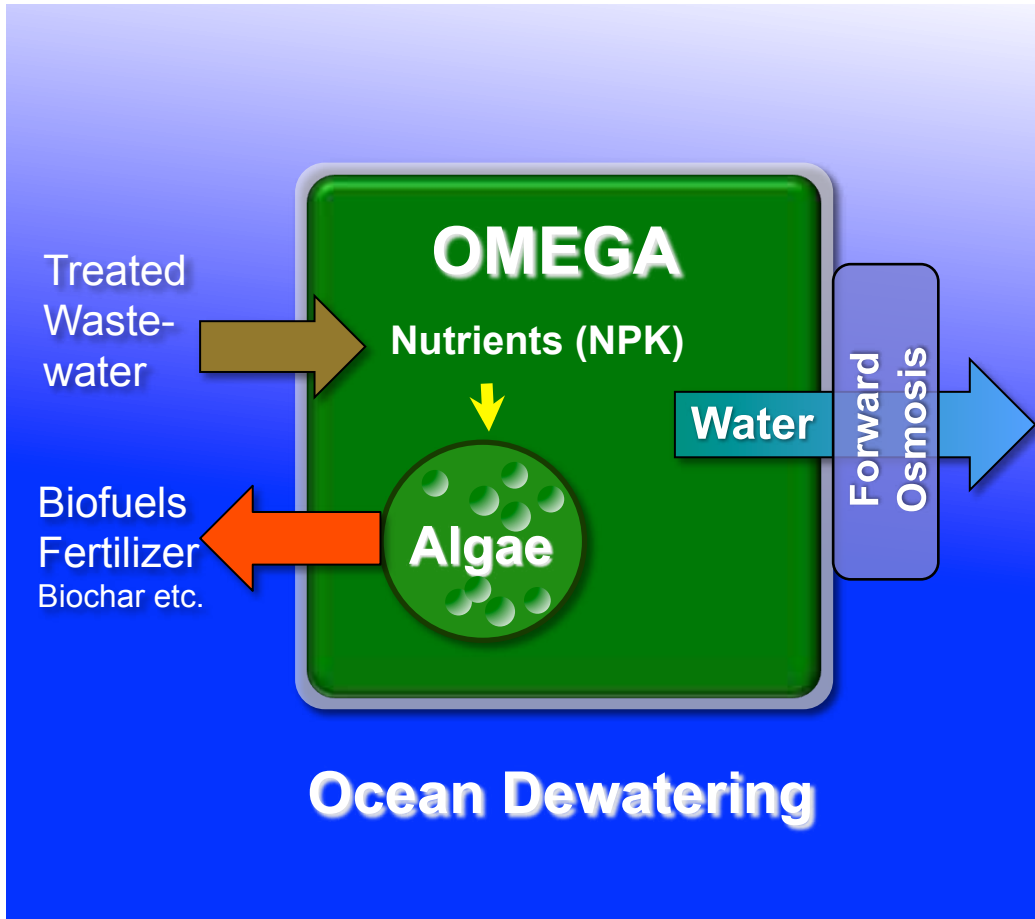 OMEGA
Treated
Waste-
water
Nutrients (NPK)
Water
Forward
Osmosis
Biofuels
Fertilizer
Biochar etc.
Algae
Ocean Dewatering